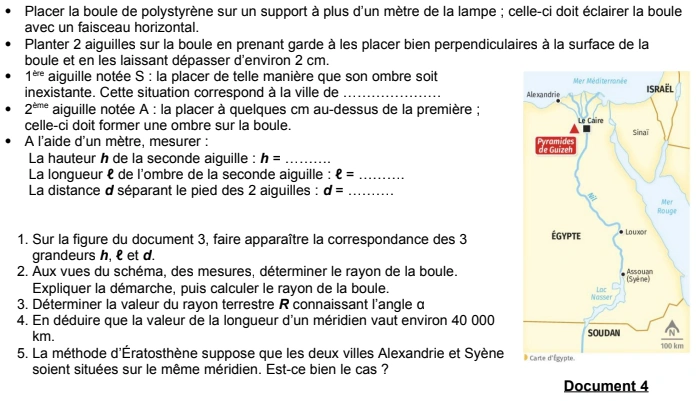 • Placer la boule de polystyrène sur un support à plus d'un mètre de la lampe ; celle-ci doit éclairer la boule
avec un faisceau horizontal.
• Planter 2 aiguilles sur la boule en prenant garde à les placer bien perpendiculaires à la surface de la
boule et en les laissant dépasser d'environ 2 cm.
• 1ère aiguille notée S : la placer de telle manière que son ombre soit
inexistante. Cette situation correspond à la ville de …………………
• 2ème aiguille notée A : la placer à quelques cm au-dessus de la première ;
celle-ci doit former une ombre sur la boule.
• A l'aide d'un mètre, mesurer :
La hauteur h de la seconde aiguille : h = ……….
La longueur ℓ de l'ombre de la seconde aiguille : ℓ = ……….
La distance d séparant le pied des 2 aiguilles : d = ……….
1. Sur la figure du document 3, faire apparaître la correspondance des 3
grandeurs h, ℓ et d.
2. Aux vues du schéma, des mesures, déterminer le rayon de la boule.
Expliquer la démarche, puis calculer le rayon de la boule.
3. Déterminer la valeur du rayon terrestre R connaissant l'angle α
4. En déduire que la valeur de la longueur d'un méridien vaut environ 40 000
km.
5. La méthode d'Ératosthène suppose que les deux villes Alexandrie et Syène
soient situées sur le même méridien. Est-ce bien le cas ?
Mer Méditerranée
ISRAËL
Alexandrie
Le Caire
Sinaï
Pyramides
de Guizeh
Nil
Mer
Rouge
ÉGYPTE
Louxor
Assouan
(Syène)
Lac
Nasser
SOUDAN
N
100 km
Carte d'Égypte.
Document 4